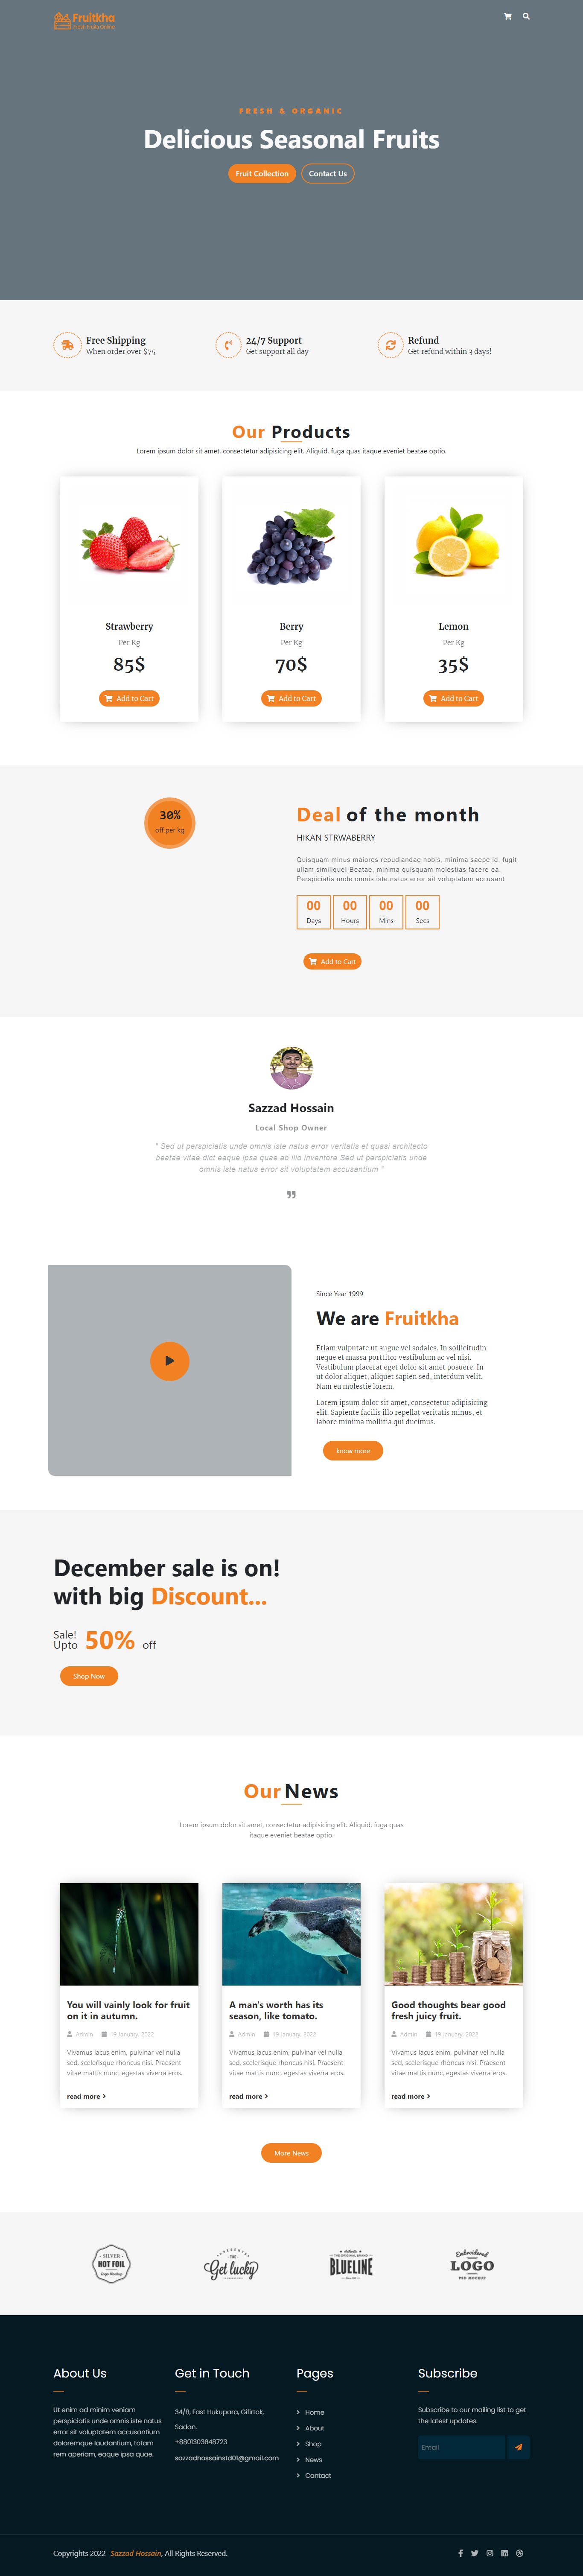 Fruitkha
Fresh Fruits Online
FRESH & ORGANIC
Delicious Seasonal Fruits
Fruit Collection
Contact Us
Free Shipping
When order over $75
24/7 Support
Get support all day
Refund
Get refund within 3 days!
Our Products
Lorem ipsum dolor sit amet, consectetur adipisicing elit. Aliquid, fuga quas itaque eveniet beatae optio.
Strawberry
Per Kg
85$
Add to Cart
Berry
Per Kg
70$
Add to Cart
Lemon
Per Kg
35$
Add to Cart
30%
off per kg
Deal of the month
HIKAN STRWABERRY
Quisquam minus maiores repudiandae nobis, minima saepe id, fugit
ullam similique! Beatae, minima quisquam molestias facere ea.
Perspiciatis unde omnis iste natus error sit voluptatem accusant
00
Days
00
Hours
00
Mins
00
Secs
Add to Cart
Sazzad Hossain
Local Shop Owner
" Sed ut perspiciatis unde omnis iste natus error veritatis et quasi architecto
beatae vitae dict eaque ipsa quae ab illo inventore Sed ut perspiciatis unde
omnis iste natus error sit voluptatem accusantium "
Since Year 1999
We are Fruitkha
Etiam vulputate ut augue vel sodales. In sollicitudin
neque et massa porttitor vestibulum ac vel nisi.
Vestibulum placerat eget dolor sit amet posuere. In
ut dolor aliquet, aliquet sapien sed, interdum velit.
Nam eu molestie lorem.
Lorem ipsum dolor sit amet, consectetur adipisicing
elit. Sapiente facilis illo repellat veritatis minus, et
labore minima mollitia qui ducimus.
know more
December sale is on!
with big Discount...
Sale!
Upto
50%
off
Shop Now
Our News
Lorem ipsum dolor sit amet, consectetur adipisicing elit. Aliquid, fuga quas
itaque eveniet beatae optio.
You will vainly look for fruit
on it in autumn.
Admin
19 January, 2022
Vivamus lacus enim, pulvinar vel nulla
sed, scelerisque rhoncus nisi. Praesent
vitae mattis nunc, egestas viverra eros.
read more
A man's worth has its
season, like tomato.
Admin
19 January, 2022
Vivamus lacus enim, pulvinar vel nulla
sed, scelerisque rhoncus nisi. Praesent
vitae mattis nunc, egestas viverra eros.
read more
Good thoughts bear good
fresh juicy fruit.
Admin
19 January, 2022
Vivamus lacus enim, pulvinar vel nulla
sed, scelerisque rhoncus nisi. Praesent
vitae mattis nunc, egestas viverra eros.
read more
More News
SILVER
HOT FOIL
Logo Mockup
THE
Get lucky
Authentic
THE ORIGINAL BRAND
BLUELINE
Embroidered
LOGO
PSD MOCKUP
About Us
Ut enim ad minim veniam
perspiciatis unde omnis iste natus
error sit voluptatem accusantium
doloremque laudantium, totam
rem aperiam, eaque ipsa quae.
Get in Touch
34/8, East Hukupara, Gifirtok,
Sadan.
+8801303648723
sazzadhossainstd01@gmail.com
Pages
Home
About
Shop
News
Contact
Subscribe
Subscribe to our mailing list to get
the latest updates.
Email
Copyrights 2022 -Sazzad Hossain, All Rights Reserved.